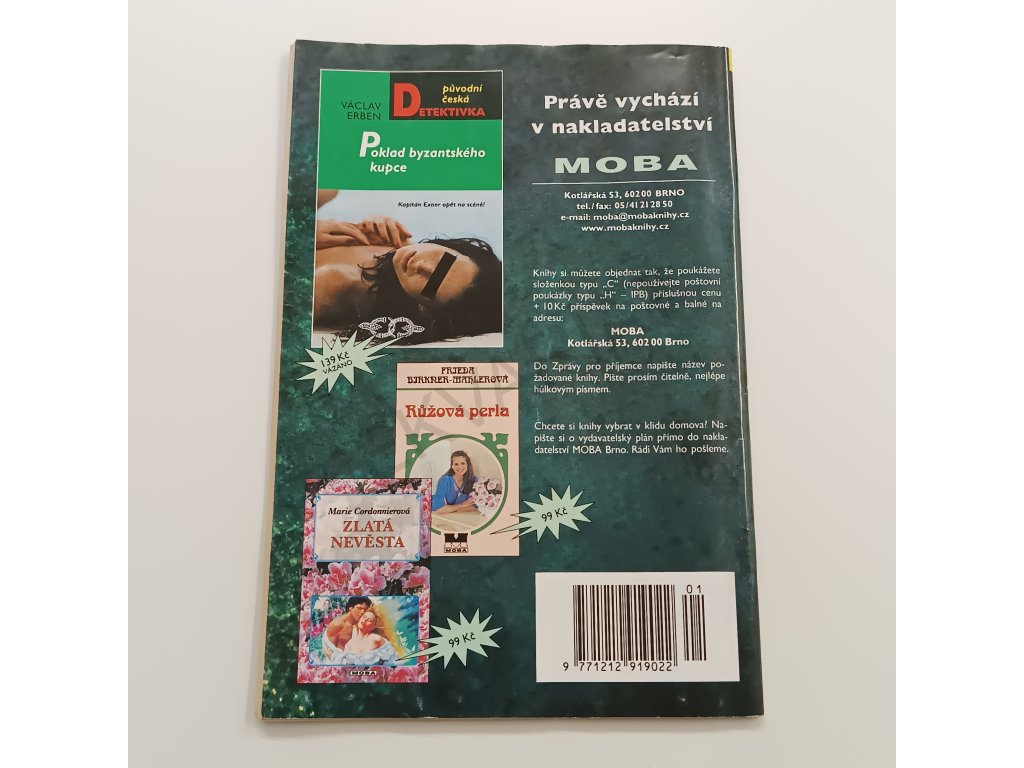 VÁCLAV
ERBEN
původní
česká
DETEKTIVKA
Poklad byzantského
kupce
Kapitán Exner opět na scéně!
139 Kč
VÁZANO
FRIEDA
BIRKNER-MAHLEROVÁ
Růžová perla
MOBA
99 Kč
Marie Cordonnierová
ZLATÁ
NEVĚSTA
MOBA
99 Kč
Právě vychází
v nakladatelství
MOBA
Kotlářská 53, 602 00 BRNO
tel./fax: 05/41 21 28 50
e-mail: moba@mobaknihy.cz
www.mobaknihy.cz
Knihy si můžete objednat tak, že poukážete
složenkou typu „C“ (nepoužívejte poštovní
poukázky typu „H“ – IPB) příslušnou cenu
+ 10 Kč příspěvek na poštovné a balné na
adresu:
MOBA
Kotlářská 53, 602 00 Brno
Do Zprávy pro příjemce napište název po-
žadované knihy. Pište prosím čitelně, nejlépe
hůlkovým písmem.
Chcete si knihy vybrat v klidu domova? Na-
pište si o vydavatelský plán přímo do nakla-
datelství MOBA Brno. Rádi Vám ho pošleme.
01
9 771212 919022